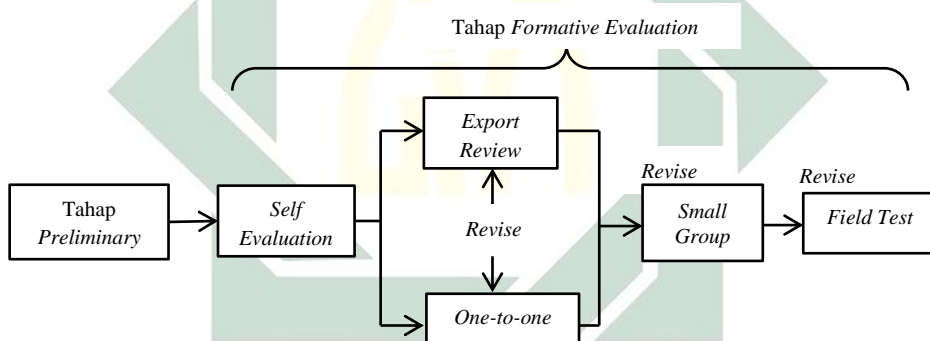 Tahap Formative Evaluation
Export
Review
Revise
Revise
Tahap
Preliminary
Self
Evaluation
Revise
Small
Group
Field Test
One-to-one